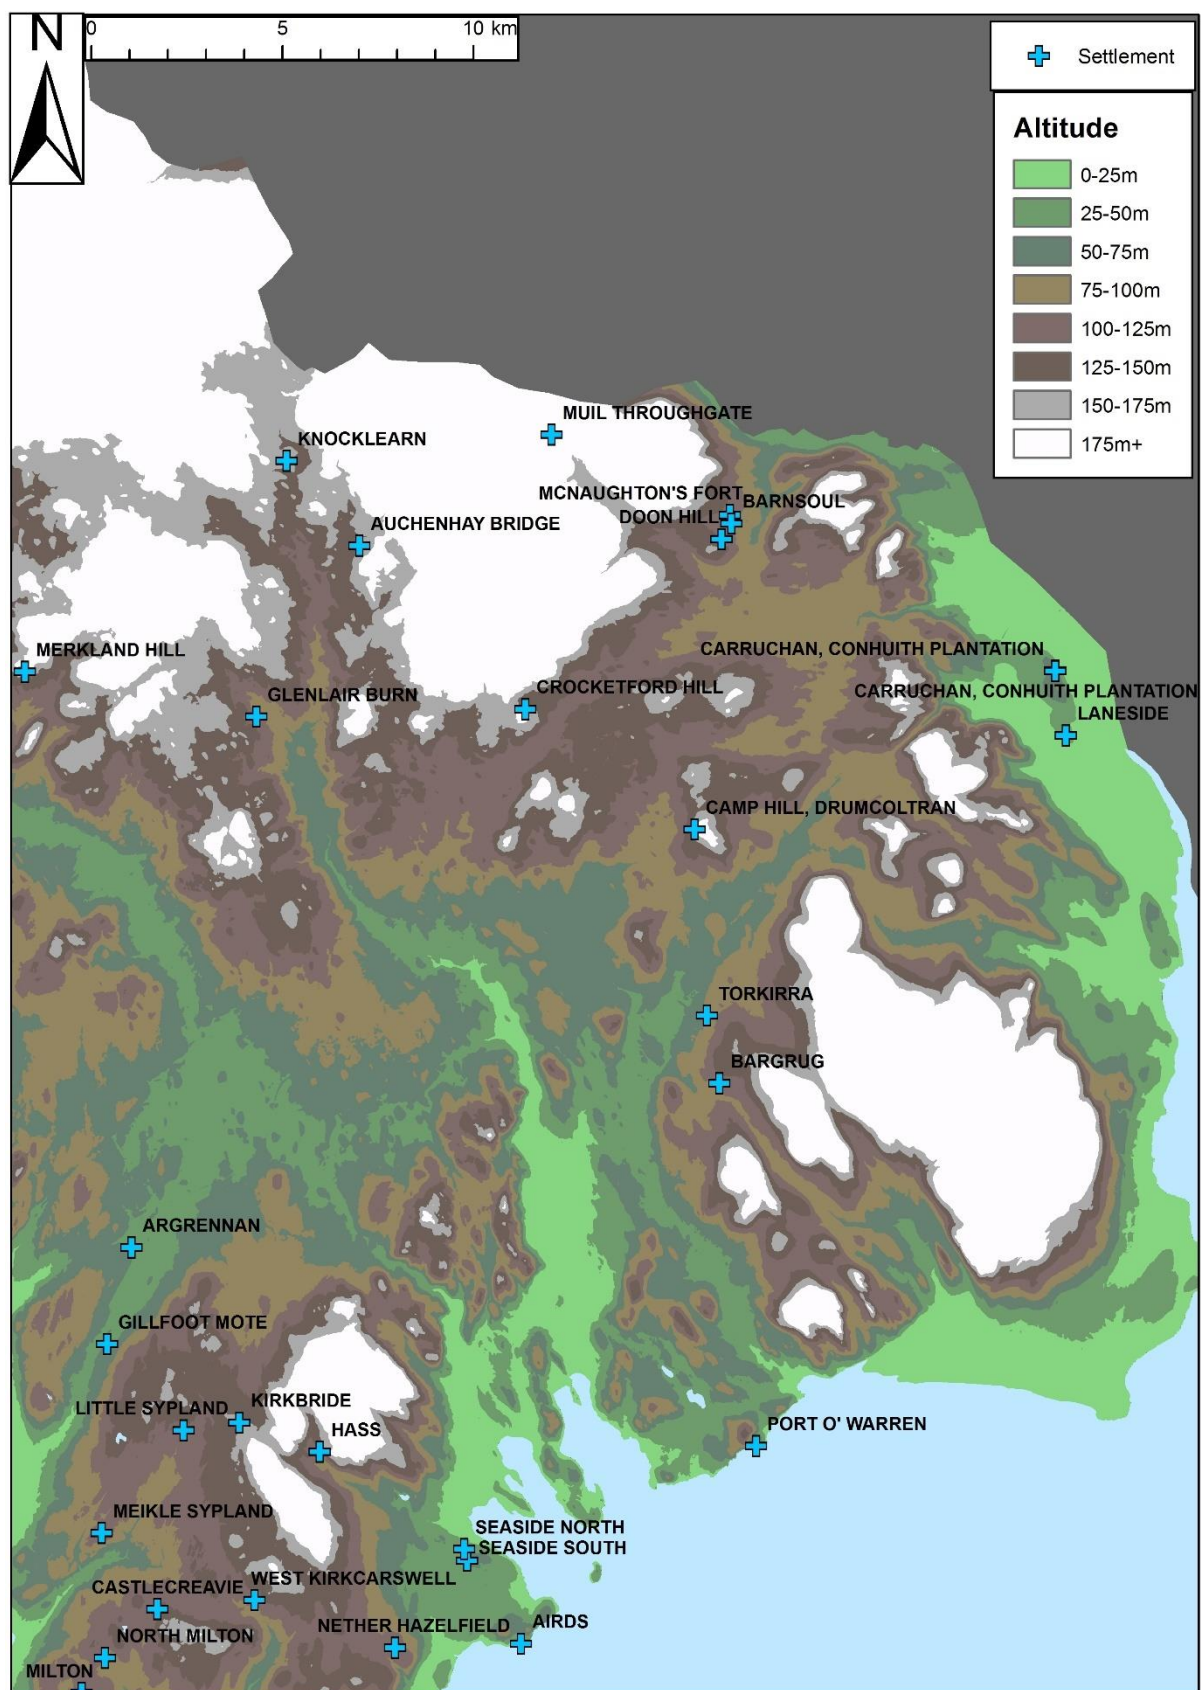 N
0 5 10 km
Settlement
Altitude
0-25m
25-50m
50-75m
75-100m
100-125m
125-150m
150-175m
175m+
MUIL THROUGHGATE
KNOCKLEARN
MCNAUGHTON'S FORT
BARNSOUL
DOON HILL
AUCHENHAY BRIDGE
CARRUCHAN, CONHUITH PLANTATION
MERKLAND HILL
CROCKETFORD HILL
CARRUCHAN, CONHUITH PLANTATION
GLENLAIR BURN
LANESIDE
CAMP HILL, DRUMCOLTRAN
TORKIRRA
BARGRUG
ARGRENNAN
GILLFOOT MOTE
KIRKBRIDE
LITTLE SYPLAND
HASS
PORT O' WARREN
MEIKLE SYPLAND
SEASIDE NORTH
SEASIDE SOUTH
WEST KIRKCARSWELL
CASTLECREAVIE
NETHER HAZELFIELD
AIRDS
NORTH MILTON
MILTON